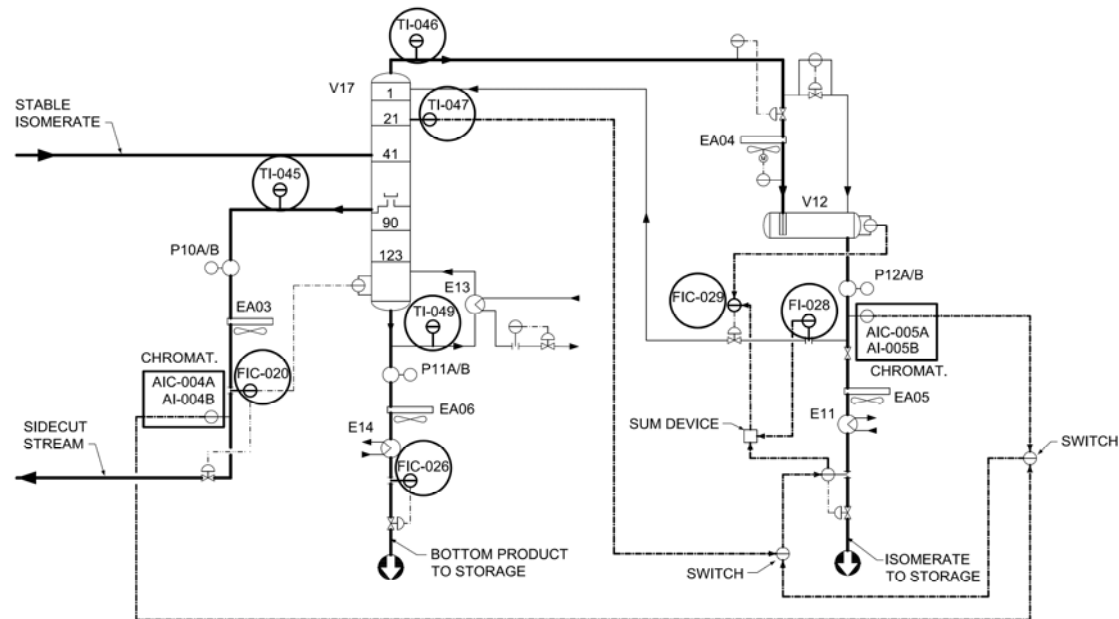 TI-046
V17
1
TI-047
STABLE
ISOMERATE
21
EA04
41
TI-045
V12
90
P10A/B
123
E13
P12A/B
EA03
TI-049
FIC-029
FI-028
AIC-005A
AI-005B
CHROMAT.
CHROMAT.
FIC-020
P11A/B
AIC-004A
AI-004B
EA06
EA05
E11
SUM DEVICE
E14
SIDECUT
STREAM
FIC-026
SWITCH
M
BOTTOM PRODUCT
TO STORAGE
SWITCH
ISOMERATE
TO STORAGE